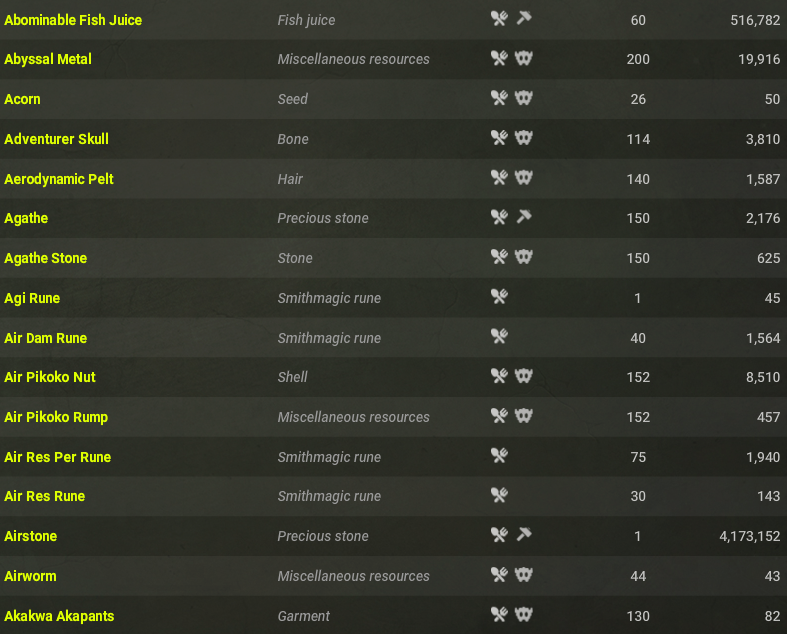 Abominable Fish Juice Fish juice 60 516,782
Abyssal Metal Miscellaneous resources 200 19,916
Acorn Seed 26 50
Adventurer Skull Bone 114 3,810
Aerodynamic Pelt Hair 140 1,587
Agathe Precious stone 150 2,176
Agathe Stone Stone 150 625
Agi Rune Smithmagic rune 1 45
Air Dam Rune Smithmagic rune 40 1,564
Air Pikoko Nut Shell 152 8,510
Air Pikoko Rump Miscellaneous resources 152 457
Air Res Per Rune Smithmagic rune 75 1,940
Air Res Rune Smithmagic rune 30 143
Airstone Precious stone 1 4,173,152
Airworm Miscellaneous resources 44 43
Akakwa Akapants Garment 130 82